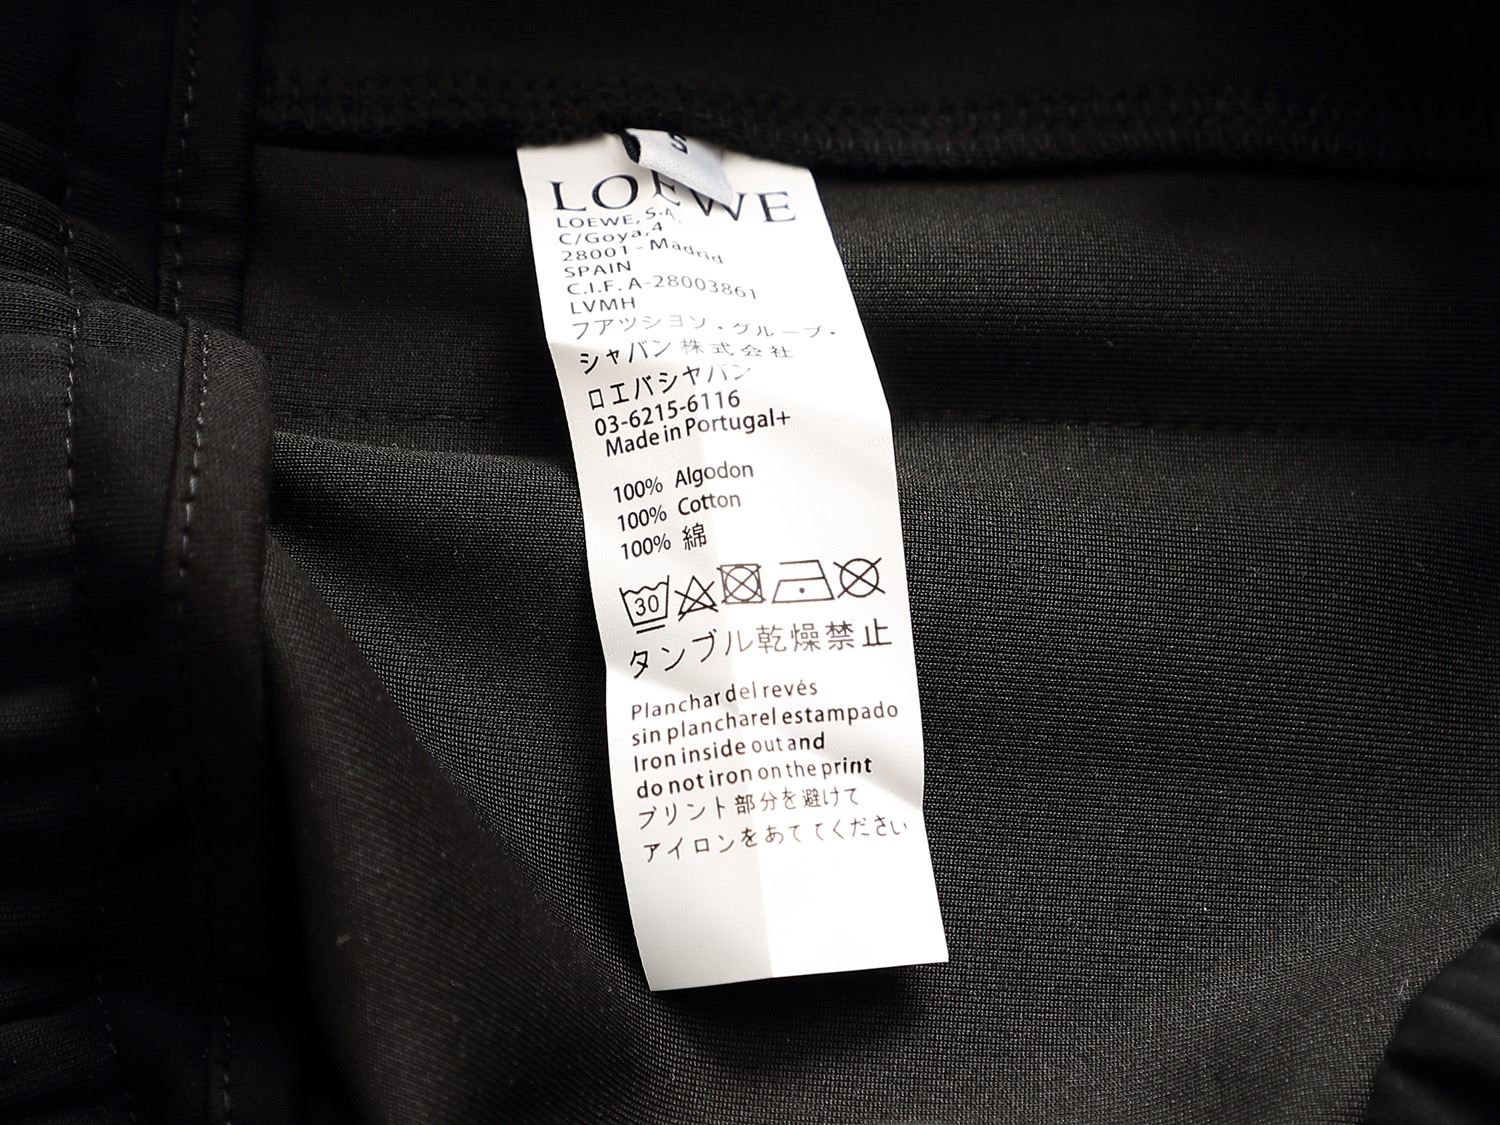 S
LOEWE
LOEWE, S.A.
C/Goya,4
28001 - Madrid
SPAIN
C.I.F. A-28003861
LVMH
フアツシヨソ・グループ・
シャバン 株式会社
ロエバシヤパン
03-6215-6116
Made in Portugal+
100% Algodon
100% Cotton
100% 綿
30
タンブル乾燥禁止
Planchar del revés
sin plancharel estampado
Iron inside out and
do not iron on the print
プリント部分を避けて
アイロンをあててください